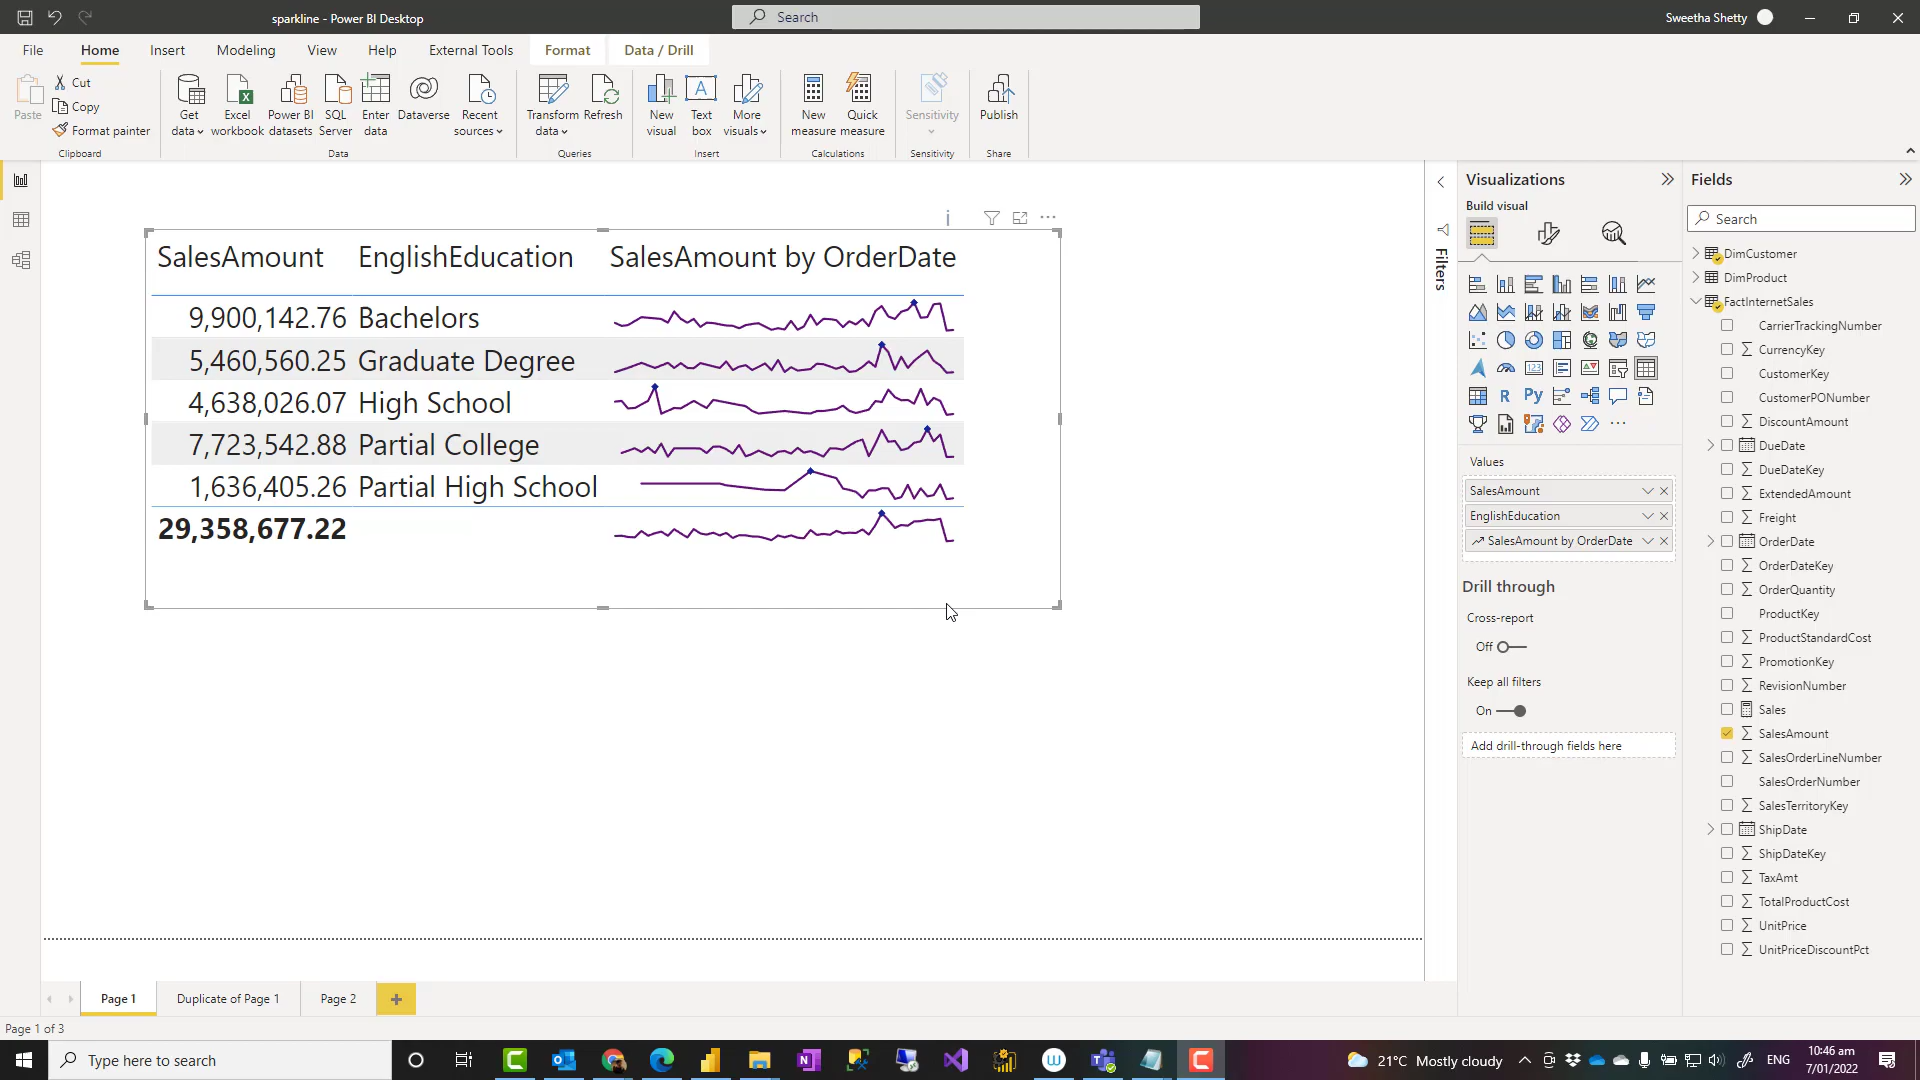 sparkline - Power BI Desktop
Search
Sweetha Shetty
File Home Insert Modeling View Help External Tools Format Data / Drill
Paste
Cut
Copy
Format painter
Clipboard
Get data
Excel workbook
Power BI datasets
SQL Server
Enter data
Dataverse
Recent sources
Data
Transform data
Refresh
Queries
New visual
Text box
More visuals
Insert
New measure
Quick measure
Calculations
Sensitivity
Sensitivity
Publish
Share
SalesAmount EnglishEducation SalesAmount by OrderDate
9,900,142.76 Bachelors
5,460,560.25 Graduate Degree
4,638,026.07 High School
7,723,542.88 Partial College
1,636,405.26 Partial High School
29,358,677.22
Filters
Visualizations
Build visual
123
R
Py
Values
SalesAmount
EnglishEducation
SalesAmount by OrderDate
Drill through
Cross-report
Off
Keep all filters
On
Add drill-through fields here
Fields
Search
DimCustomer
DimProduct
FactInternetSales
CarrierTrackingNumber
CurrencyKey
CustomerKey
CustomerPONumber
DiscountAmount
DueDate
DueDateKey
ExtendedAmount
Freight
OrderDate
OrderDateKey
OrderQuantity
ProductKey
ProductStandardCost
PromotionKey
RevisionNumber
Sales
SalesAmount
SalesOrderLineNumber
SalesOrderNumber
SalesTerritoryKey
ShipDate
ShipDateKey
TaxAmt
TotalProductCost
UnitPrice
UnitPriceDiscountPct
Page 1 Duplicate of Page 1 Page 2 +
Page 1 of 3
Type here to search
21°C Mostly cloudy
ENG
10:46 am
7/01/2022